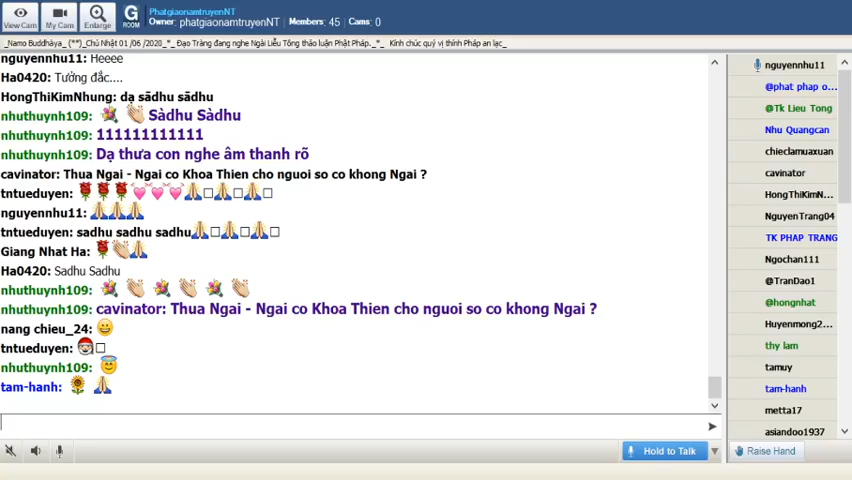 View Cam
My Cam
Enlarge
G
ROOM
PhatgiaonamtruyenNT
Owner: phatgiaonamtruyenNT Members: 45 Cams: 0
_Namo Buddhàya_ (**)_Chủ Nhật 01 /06 /2020_*_ Đạo Tràng đang nghe Ngài Liễu Tông thảo luận Phật Pháp._*_ Kính chúc quý vị thính Pháp an lạc_
nguyennhu11: Heeee
Ha0420: Tưởng đắc....
HongThiKimNhung: dạ sādhu sādhu
nhuthuynh109: 💐 👏 Sàdhu Sàdhu
nhuthuynh109: 111111111111
nhuthuynh109: Dạ thưa con nghe âm thanh rõ
cavinator: Thua Ngai - Ngai co Khoa Thien cho nguoi so co khong Ngai ?
tntueduyen: 🌹🌹🌹💓💓💓🙏□🙏□🙏□
nguyennhu11: 🙏🙏🙏
tntueduyen: sadhu sadhu sadhu🙏□🙏□🙏□
Giang Nhat Ha: 🌹👏🙏
Ha0420: Sadhu Sadhu
nhuthuynh109: 💐 👏 💐 👏 💐 👏
nhuthuynh109: cavinator: Thua Ngai - Ngai co Khoa Thien cho nguoi so co khong Ngai ?
nang chieu_24: 😀
tntueduyen: 🎅□
nhuthuynh109: 😇
tam-hanh: 🌻 🙏
nguyennhu11
@phat phap o...
@Tk Lieu Tong
Nhu Quangcan
chieclamuaxuan
cavinator
HongThiKimN...
NguyenTrang04
TK PHAP TRANG
Ngochan111
@TranDao1
@hongnhat
Huyenmong2...
thy lam
tamuy
tam-hanh
metta17
asiandoo1937
Hold to Talk
Raise Hand